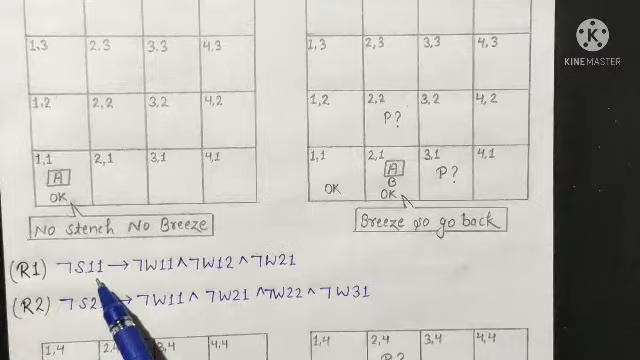 1,3 2,3 3,3 4,3
1,2 2,2 3,2 4,2
1,1 2,1 3,1 4,1
A
OK
No stench No Breeze
1,3 2,3 3,3 4,3
1,2 2,2 3,2 4,2
P?
1,1 2,1 3,1 4,1
A P?
B
OK OK
Breeze so go back
KINEMASTER
(R1) ¬S11 → ¬W11 ∧ ¬W12 ∧ ¬W21
(R2) → ¬W11 ∧ ¬W21 ∧ ¬W22 ∧ ¬W31
1,4 2,4 3,4 4,4
1,4 2,4 3,4 4,4
P?